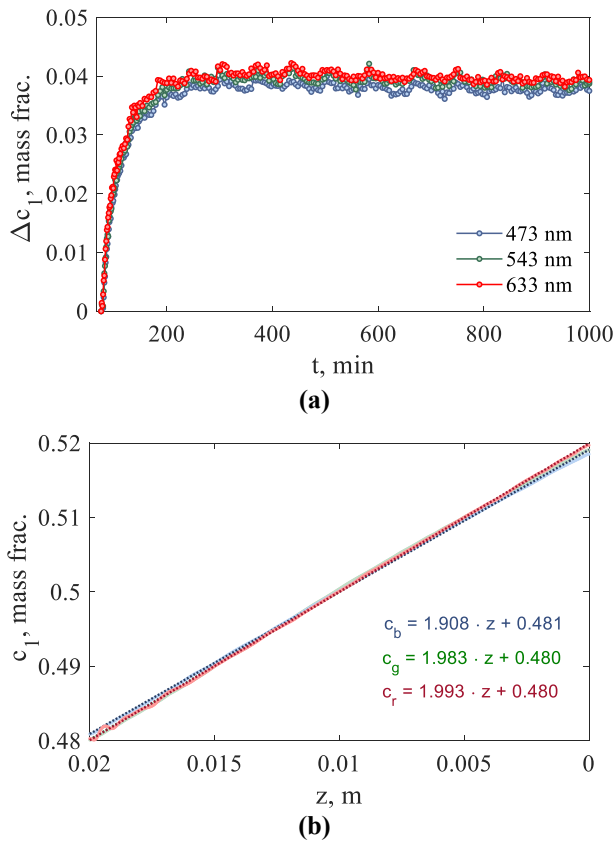 0.05
0.04
0.03
0.02
0.01
0
Δc₁, mass frac.
473 nm
543 nm
633 nm
200 400 600 800 1000
t, min
(a)
0.52
0.51
0.5
0.49
0.48
c₁, mass frac.
c_b = 1.908 · z + 0.481
c_g = 1.983 · z + 0.480
c_r = 1.993 · z + 0.480
0.02 0.015 0.01 0.005 0
z, m
(b)